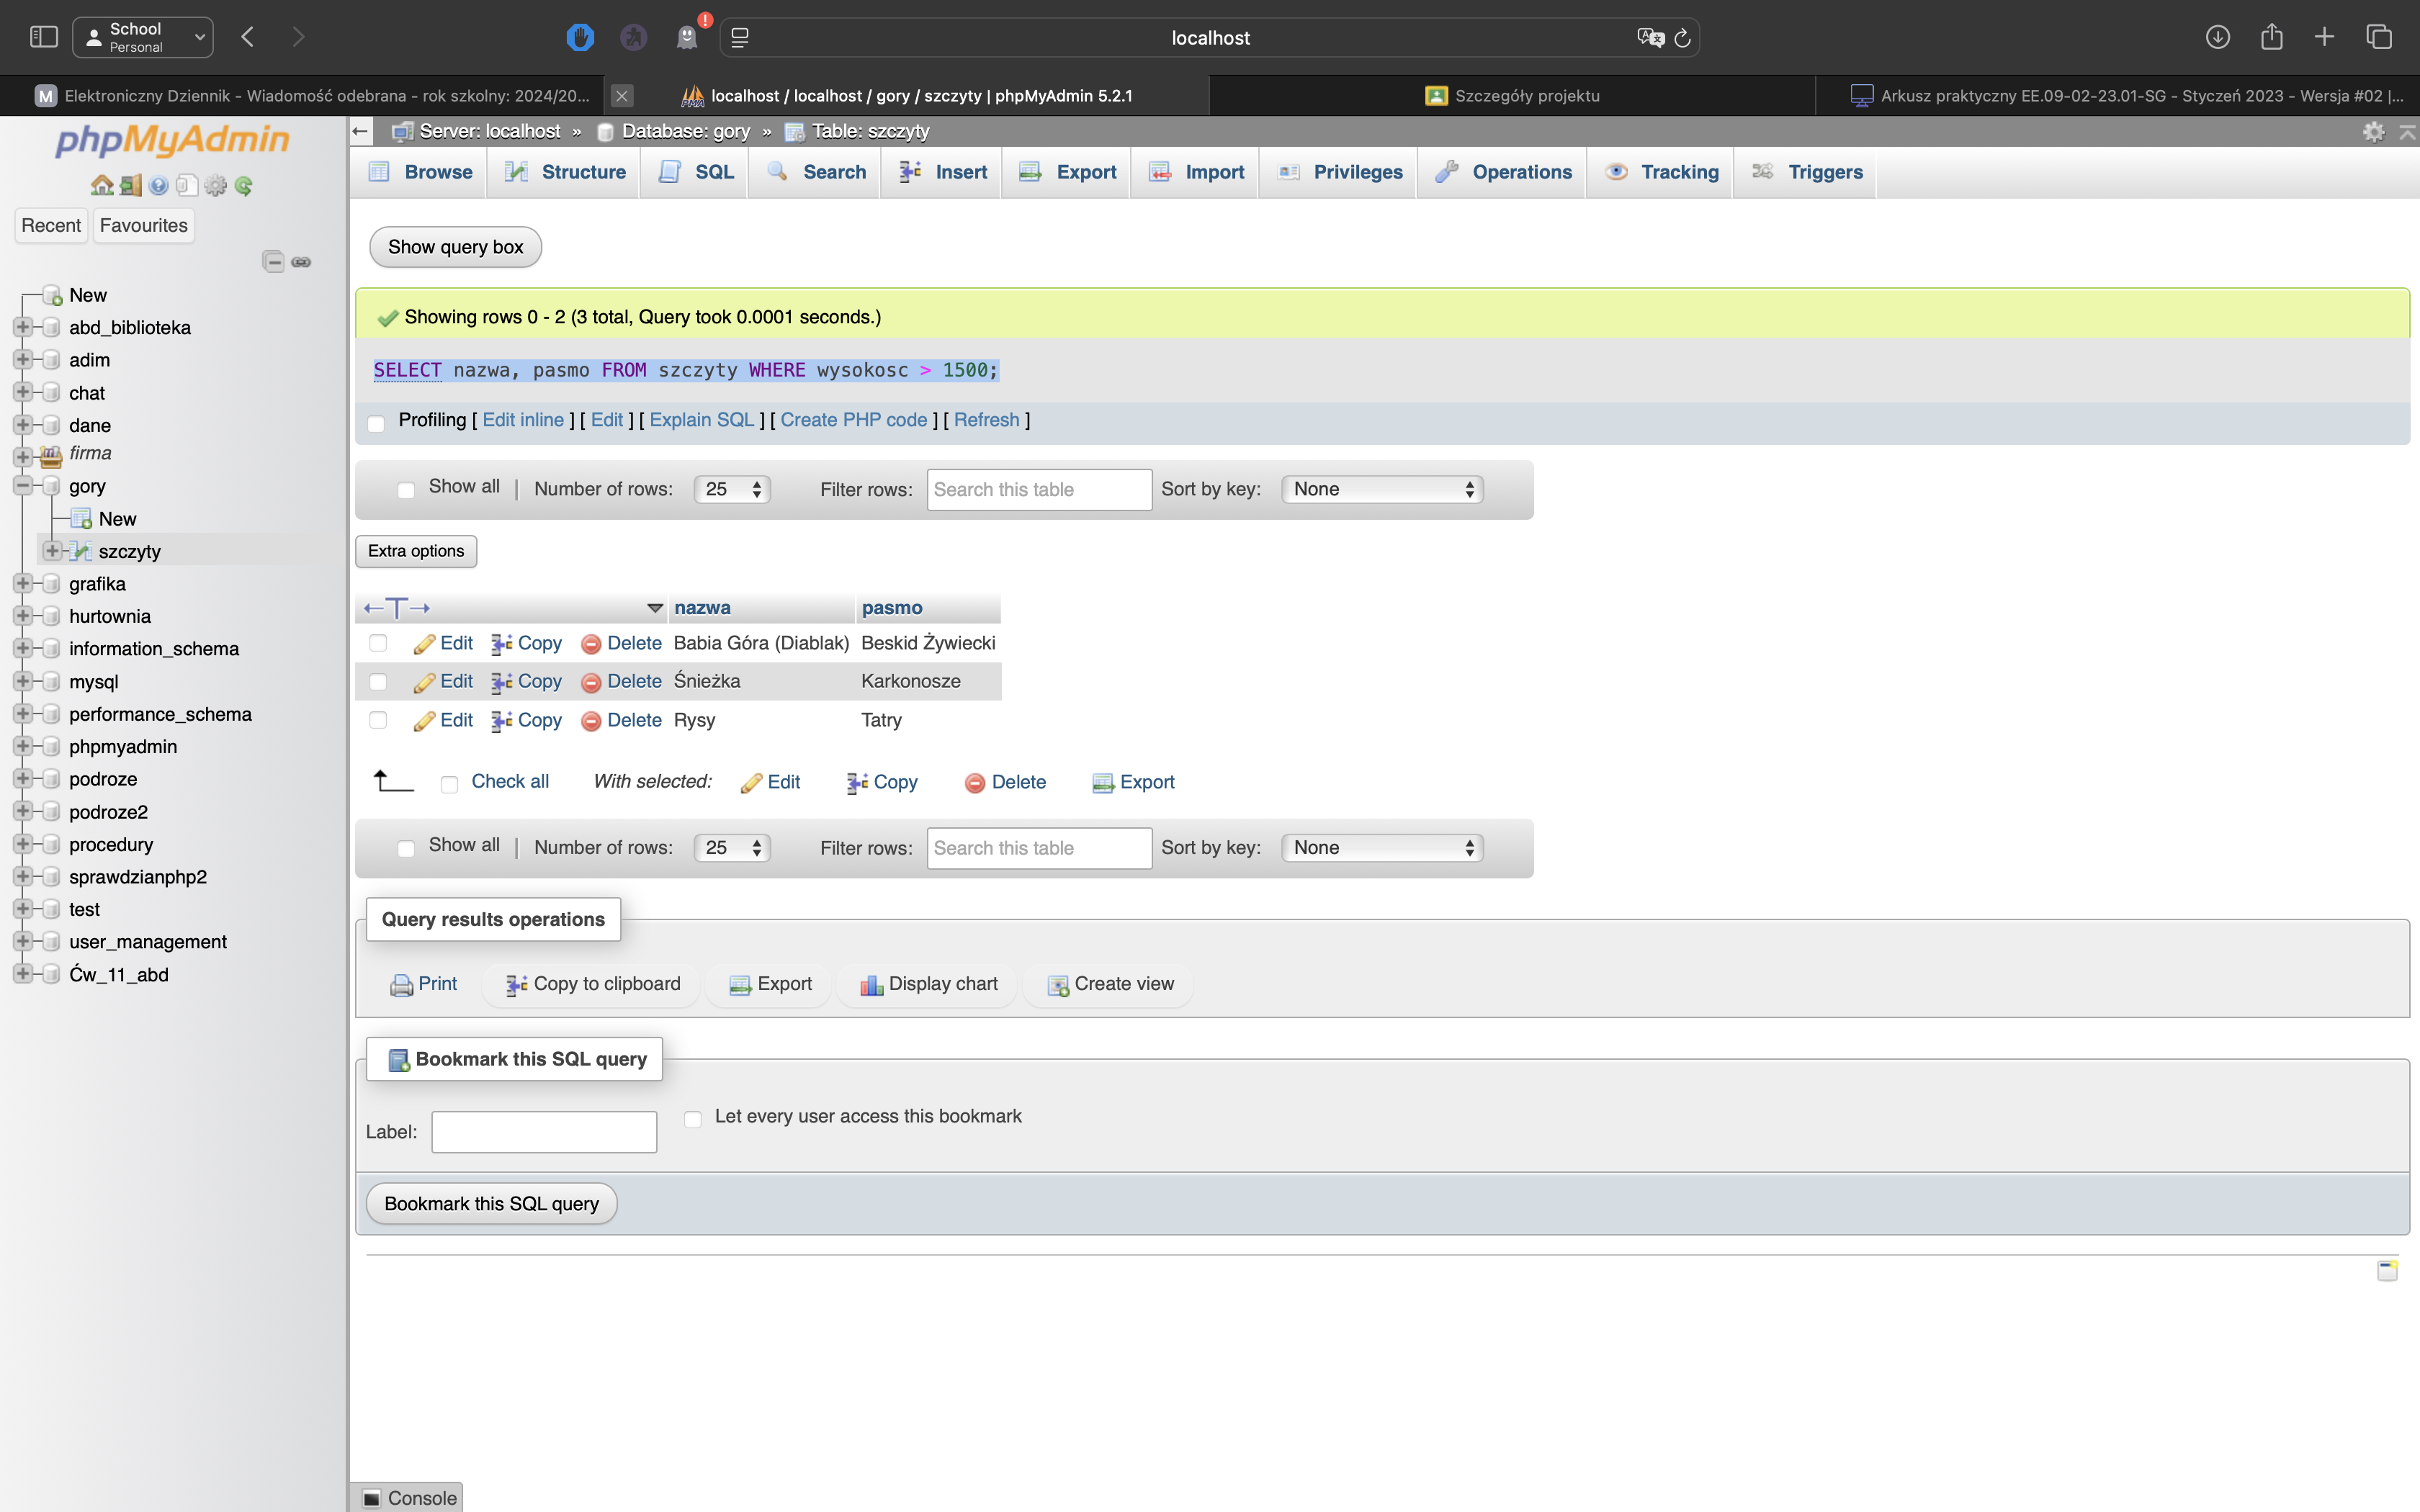 School
Personal
localhost
M Elektroniczny Dziennik - Wiadomość odebrana - rok szkolny: 2024/20...
localhost / localhost / gory / szczyty | phpMyAdmin 5.2.1
Szczegóły projektu
Arkusz praktyczny EE.09-02-23.01-SG - Styczeń 2023 - Wersja #02 |...
phpMyAdmin
Server: localhost » Database: gory » Table: szczyty
Browse Structure SQL Search Insert Export Import Privileges Operations Tracking Triggers
Recent Favourites
New
abd_biblioteka
adim
chat
dane
firma
gory
New
szczyty
grafika
hurtownia
information_schema
mysql
performance_schema
phpmyadmin
podroze
podroze2
procedury
sprawdzianphp2
test
user_management
Ćw_11_abd
Show query box
Showing rows 0 - 2 (3 total, Query took 0.0001 seconds.)
SELECT nazwa, pasmo FROM szczyty WHERE wysokosc > 1500;
Profiling [ Edit inline ] [ Edit ] [ Explain SQL ] [ Create PHP code ] [ Refresh ]
Show all | Number of rows: 25 Filter rows: Search this table Sort by key: None
Extra options
←T→ nazwa pasmo
Edit Copy Delete Babia Góra (Diablak) Beskid Żywiecki
Edit Copy Delete Śnieżka Karkonosze
Edit Copy Delete Rysy Tatry
Check all With selected: Edit Copy Delete Export
Show all | Number of rows: 25 Filter rows: Search this table Sort by key: None
Query results operations
Print Copy to clipboard Export Display chart Create view
Bookmark this SQL query
Label: Let every user access this bookmark
Bookmark this SQL query
Console